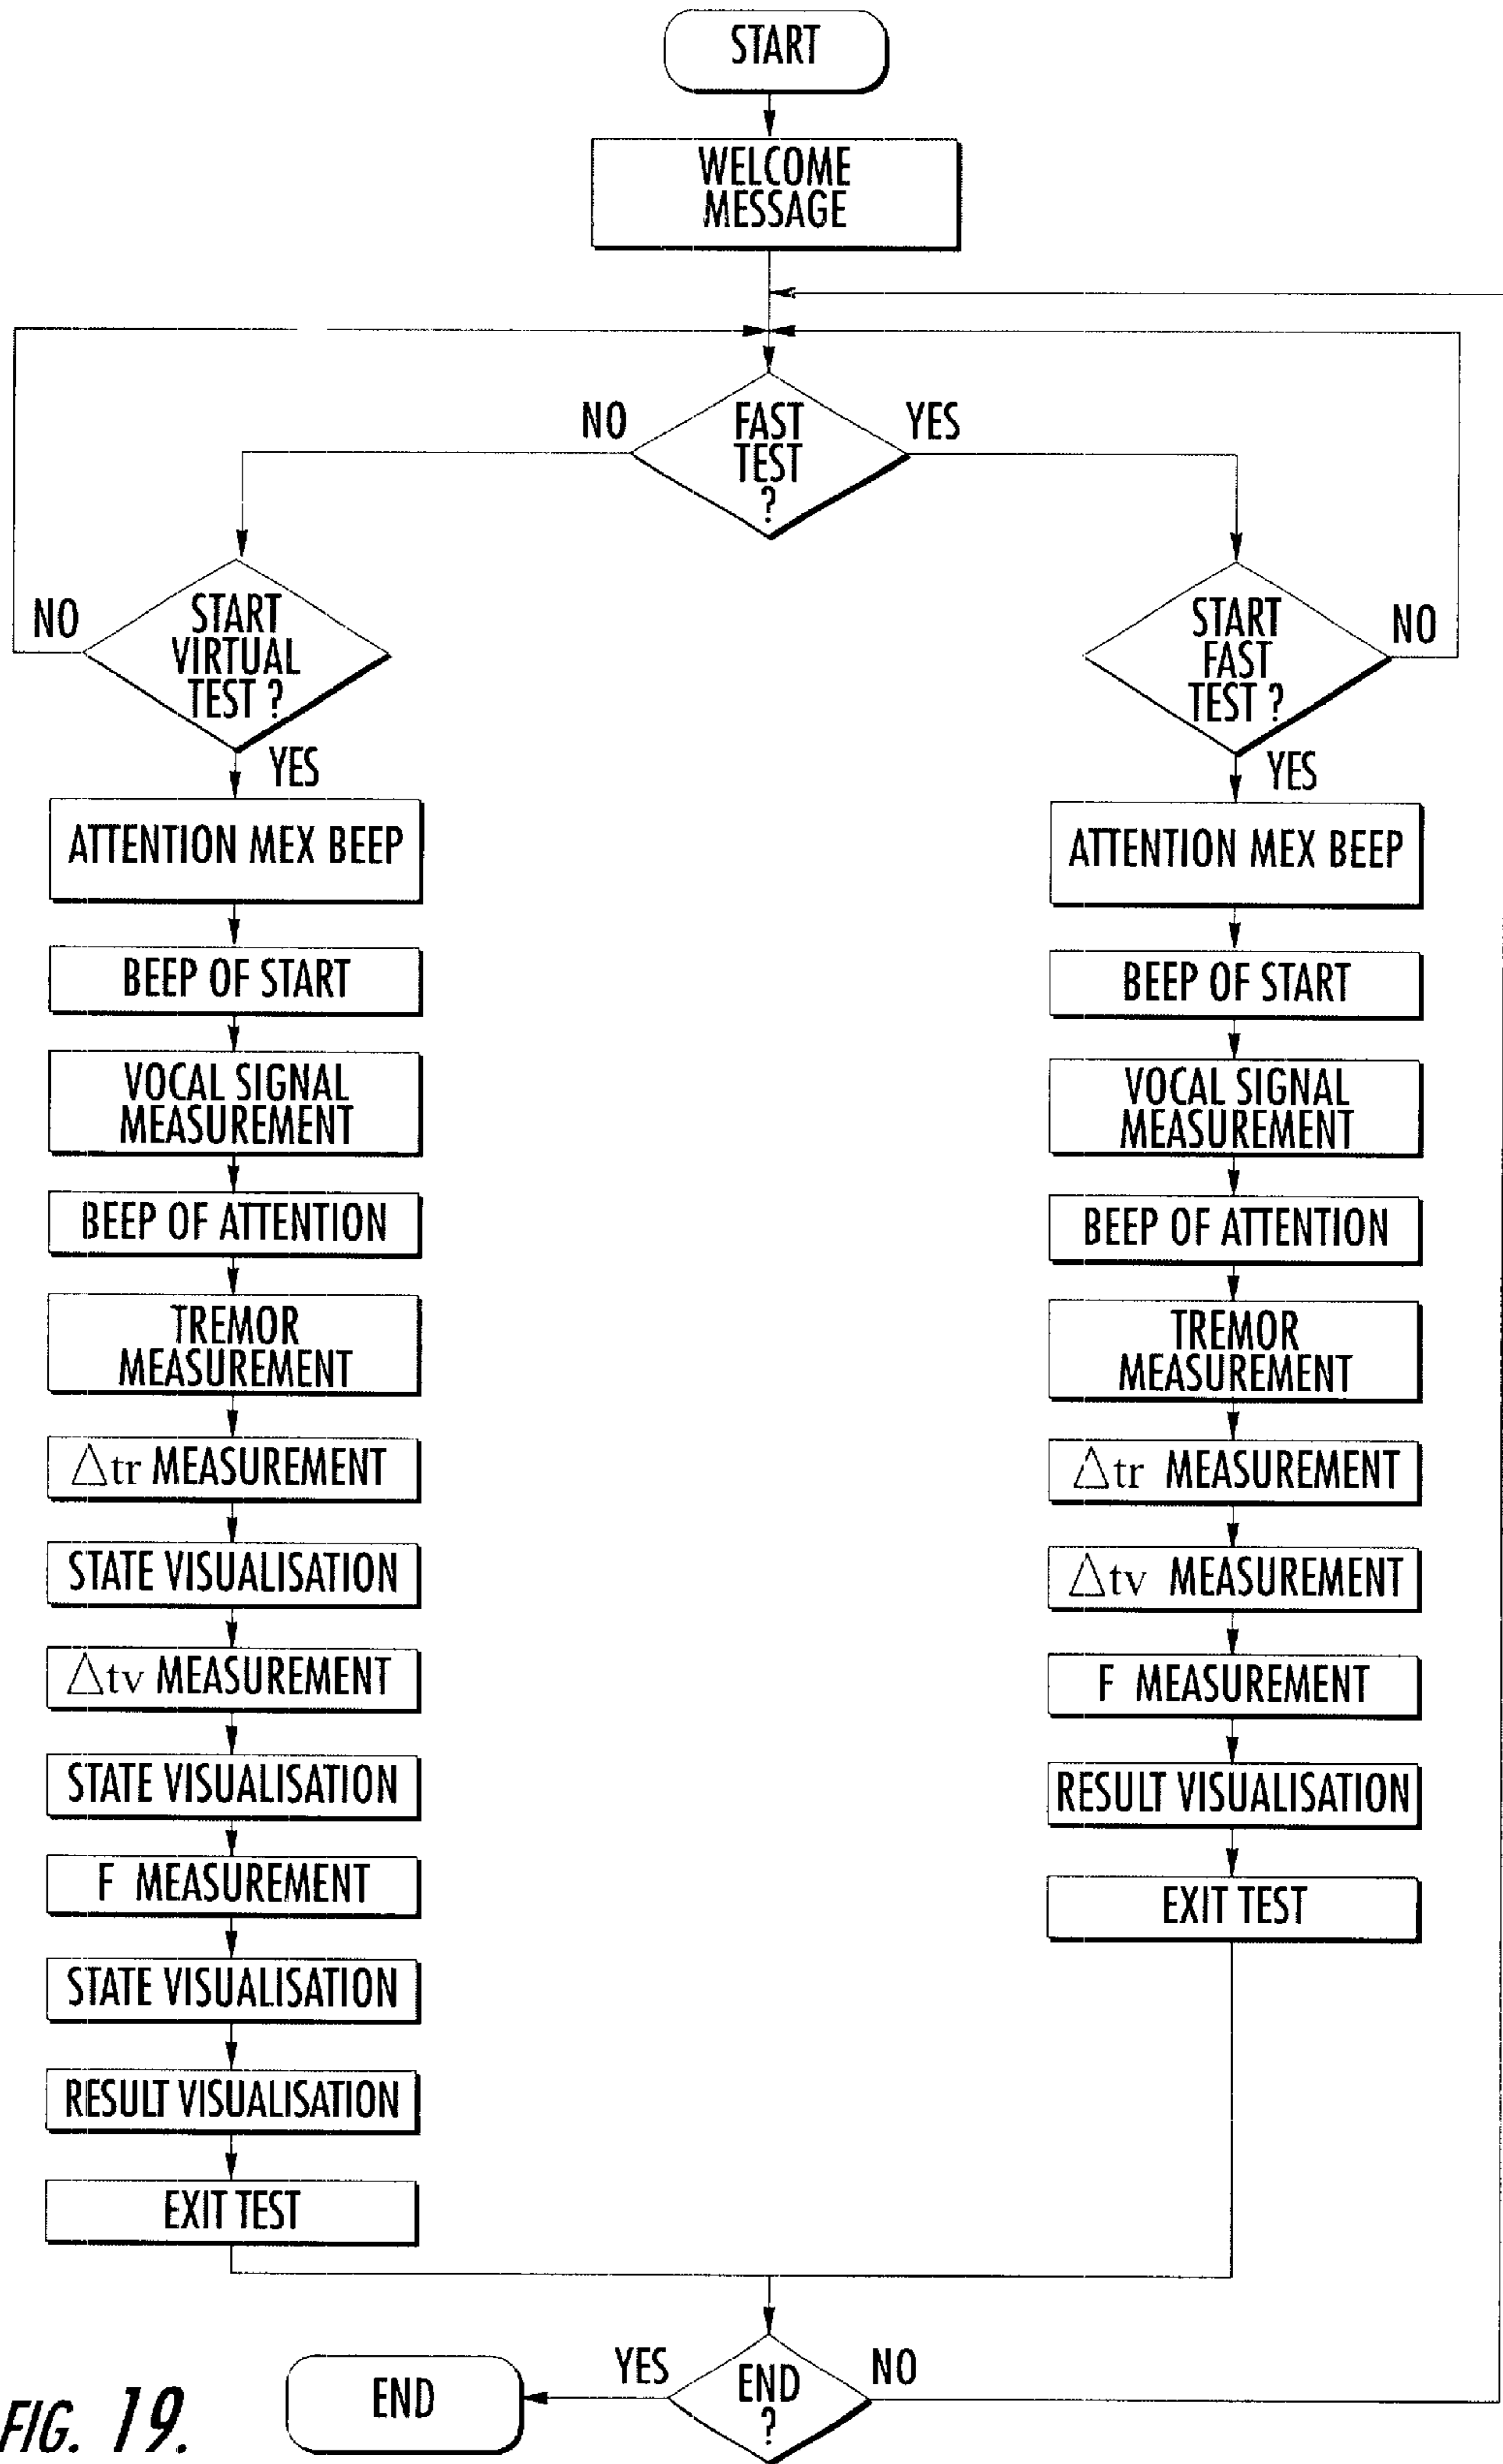 START
WELCOME
MESSAGE
NO
FAST
TEST
?
YES
NO
START
VIRTUAL
TEST ?
YES
ATTENTION MEX BEEP
BEEP OF START
VOCAL SIGNAL
MEASUREMENT
BEEP OF ATTENTION
TREMOR
MEASUREMENT
△tr MEASUREMENT
STATE VISUALISATION
△tv MEASUREMENT
STATE VISUALISATION
F MEASUREMENT
STATE VISUALISATION
RESULT VISUALISATION
EXIT TEST
START
FAST
TEST ?
NO
YES
ATTENTION MEX BEEP
BEEP OF START
VOCAL SIGNAL
MEASUREMENT
BEEP OF ATTENTION
TREMOR
MEASUREMENT
△tr MEASUREMENT
△tv MEASUREMENT
F MEASUREMENT
RESULT VISUALISATION
EXIT TEST
END
?
YES
NO
END
FIG. 19.